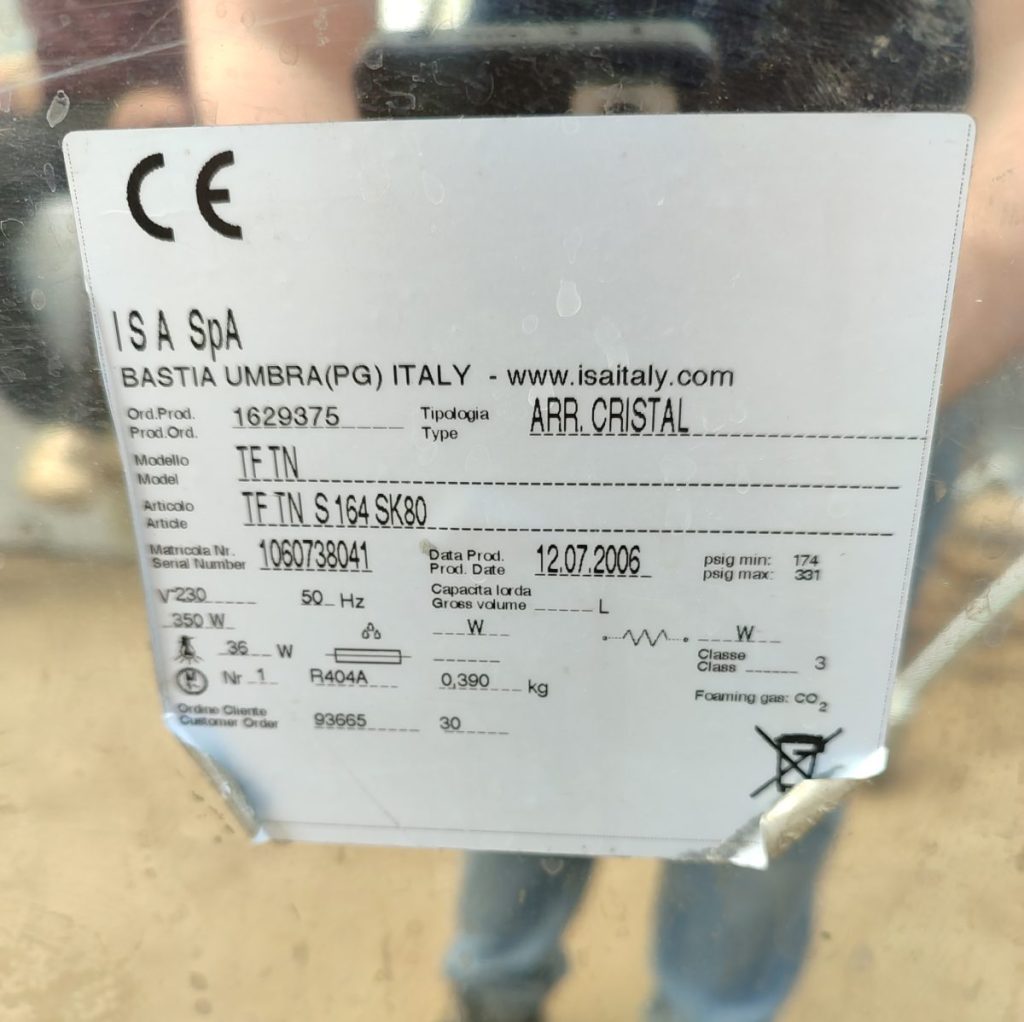 CE
ISA SpA
BASTIA UMBRA(PG) ITALY - www.isaitaly.com
Ord.Prod. 1629375 Tipologia ARR. CRISTAL
Prod.Ord. Type
Modello TF TN
Model
Articolo TF TN S 164 SK80
Article
Matricola Nr. 1060738041 Data Prod. 12.07.2006 psig min: 174
Serial Number Prod. Date psig max: 331
V~230 50 Hz Capacita lorda
Gross volume L
350 W W W
36 W Classe
Class 3
Nr 1 R404A 0,390 kg Foaming gas: CO2
Ordine Cliente 93665 30
Customer Order